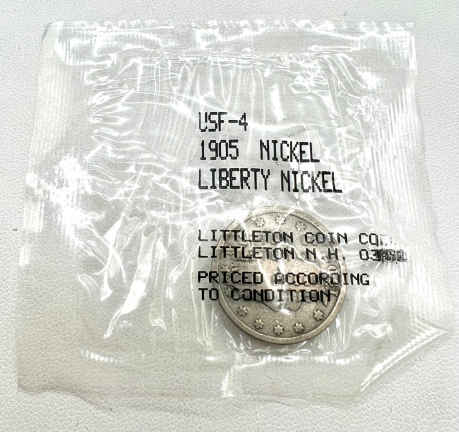 USF-4
1905 NICKEL
LIBERTY NICKEL
LITTLETON COIN CO.
LITTLETON N.H.
PRICED ACCORDING
TO CONDITION